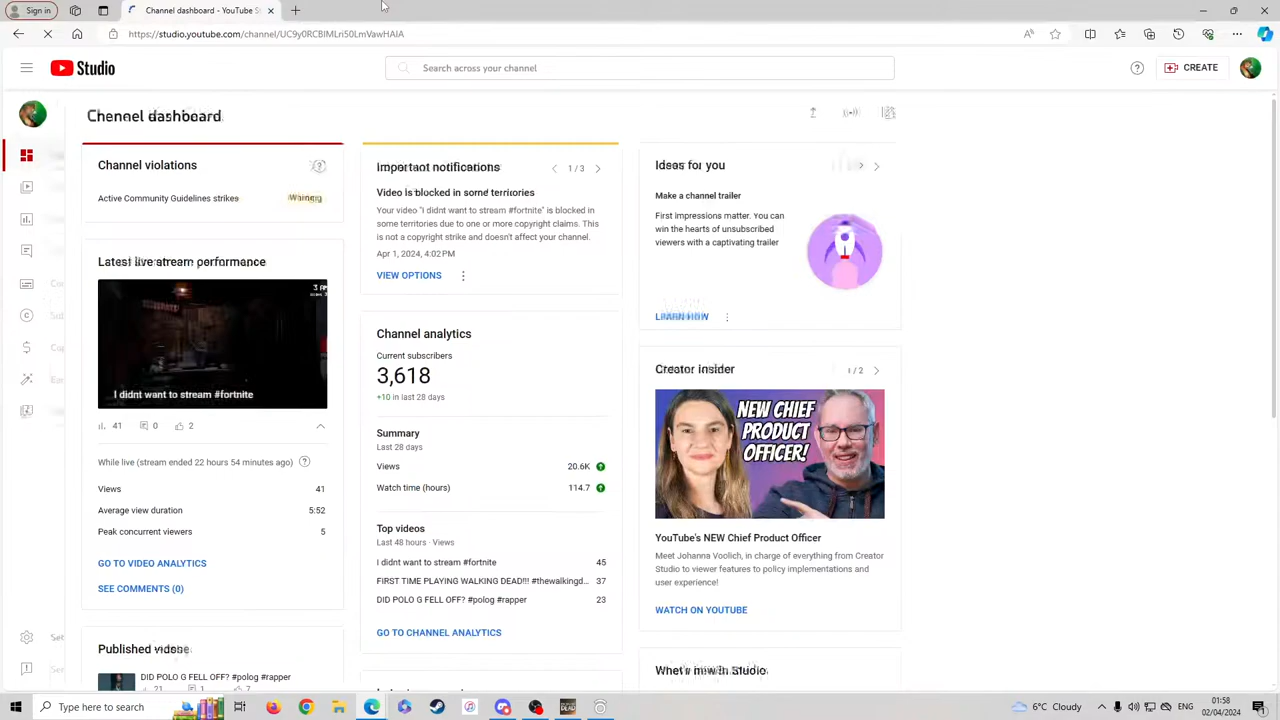 Sign in
Channel dashboard - YouTube St
https://studio.youtube.com/channel/UC9y0RCBIMLri50LmVawHAIA
Studio
Search across your channel
CREATE
Channel dashboard
Channel violations
Active Community Guidelines strikes
Warning
Latest live stream performance
3 AM
I didnt want to stream #fortnite
41
0
2
While live (stream ended 22 hours 54 minutes ago)
Views
41
Average view duration
5:52
Peak concurrent viewers
5
GO TO VIDEO ANALYTICS
SEE COMMENTS (0)
Published videos
DID POLO G FELL OFF? #polog #rapper
21
1
7
Important notifications
1 / 3
Video is blocked in some territories
Your video "I didnt want to stream #fortnite" is blocked in
some territories due to one or more copyright claims. This
is not a copyright strike and doesn't affect your channel.
Apr 1, 2024, 4:02 PM
VIEW OPTIONS
Channel analytics
Current subscribers
3,618
+10 in last 28 days
Summary
Last 28 days
Views
20.6K
Watch time (hours)
114.7
Top videos
Last 48 hours · Views
I didnt want to stream #fortnite
45
FIRST TIME PLAYING WALKING DEAD!!! #thewalkingd...
37
DID POLO G FELL OFF? #polog #rapper
23
GO TO CHANNEL ANALYTICS
Ideas for you
Make a channel trailer
First impressions matter. You can
win the hearts of unsubscribed
viewers with a captivating trailer
LEARN HOW
Creator Insider
1 / 2
NEW CHIEF
PRODUCT
OFFICER!
YouTube's NEW Chief Product Officer
Meet Johanna Voolich, in charge of everything from Creator
Studio to viewer features to policy implementations and
user experience!
WATCH ON YOUTUBE
What's new in Studio
Type here to search
6°C Cloudy
ENG
01:58
02/04/2024